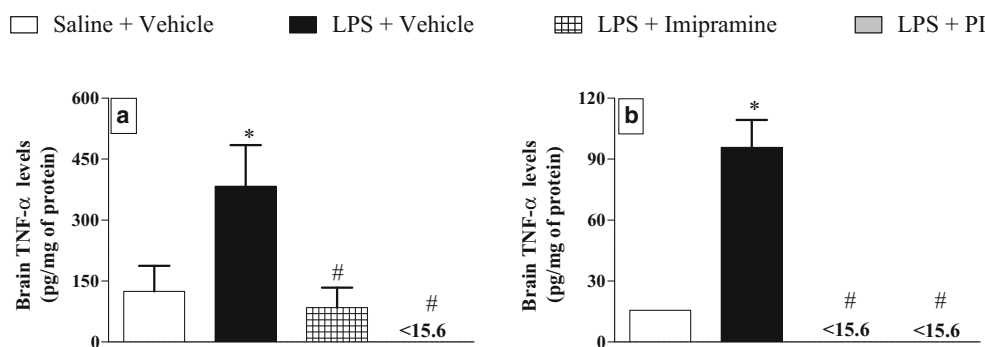 Saline + Vehicle LPS + Vehicle LPS + Imipramine LPS + PI
a
Brain TNF-α levels
(pg/mg of protein)
600
450
300
150
0
*
#
#
<15.6
b
Brain TNF-α levels
(pg/mg of protein)
120
90
60
30
0
*
#
#
<15.6
<15.6